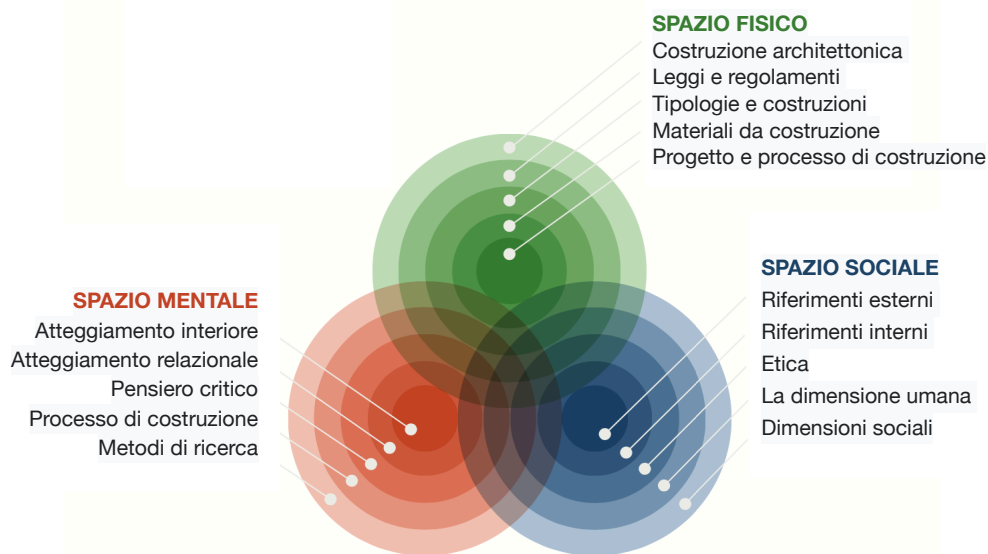 SPAZIO FISICO
Costruzione architettonica
Leggi e regolamenti
Tipologie e costruzioni
Materiali da costruzione
Progetto e processo di costruzione
SPAZIO MENTALE
Atteggiamento interiore
Atteggiamento relazionale
Pensiero critico
Processo di costruzione
Metodi di ricerca
SPAZIO SOCIALE
Riferimenti esterni
Riferimenti interni
Etica
La dimensione umana
Dimensioni sociali